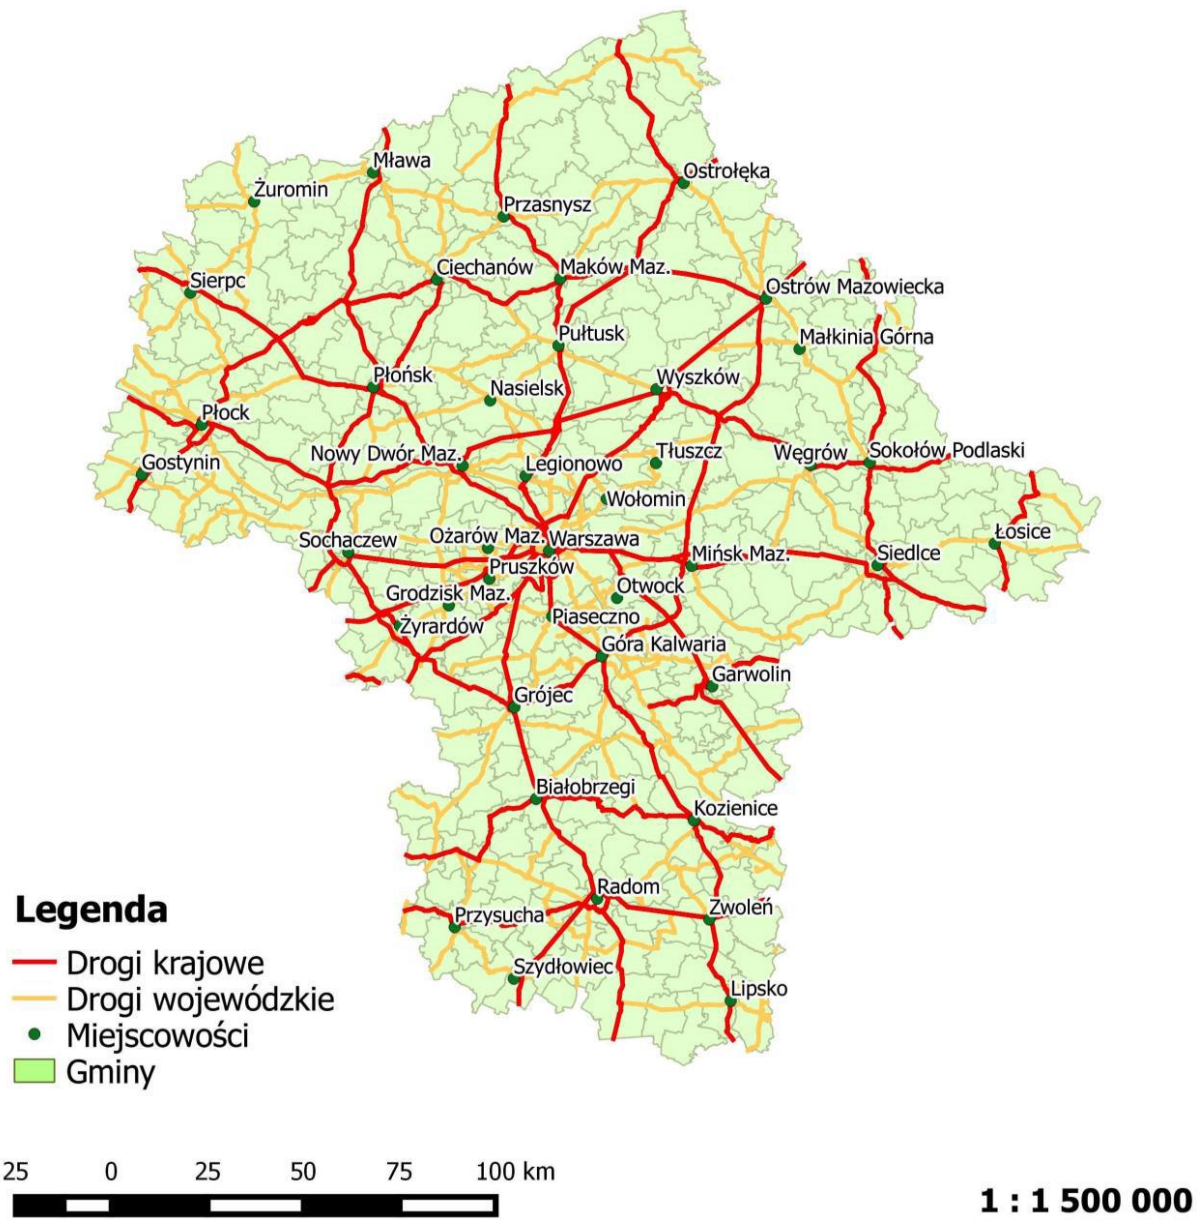 Mława
Ostrołęka
Żuromin
Przasnysz
Ciechanów
Maków Maz.
Sierpc
Ostrów Mazowiecka
Pułtusk
Małkinia Górna
Płońsk
Wyszków
Nasielsk
Płock
Nowy Dwór Maz.
Tłuszcz
Węgrów
Sokołów Podlaski
Gostynin
Legionowo
Wołomin
Sochaczew
Ożarów Maz.
Warszawa
Łosice
Mińsk Maz.
Siedlce
Pruszków
Otwock
Grodzisk Maz.
Piaseczno
Żyrardów
Góra Kalwaria
Garwolin
Grójec
Białobrzegi
Kozienice
Radom
Zwoleń
Przysucha
Szydłowiec
Lipsko
Legenda
Drogi krajowe
Drogi wojewódzkie
Miejscowości
Gminy
25 0 25 50 75 100 km
1 : 1 500 000